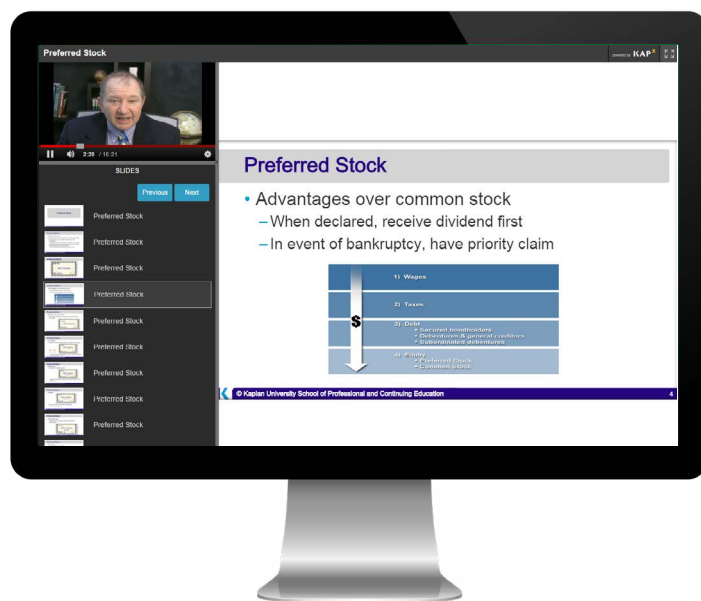 Preferred Stock
powered by KAPx
2:20 / 16:21
SLIDES
Previous Next
Preferred Stock
Preferred Stock
Preferred Stock
Preferred Stock
Preferred Stock
Preferred Stock
Preferred Stock
Preferred Stock
Preferred Stock
Preferred Stock
• Advantages over common stock
–When declared, receive dividend first
–In event of bankruptcy, have priority claim
$
1) Wages
2) Taxes
3) Debt
• Secured bondholders
• Debentures & general creditors
• Subordinated debentures
4) Equity
• Preferred Stock
• Common Stock
© Kaplan University School of Professional and Continuing Education 4